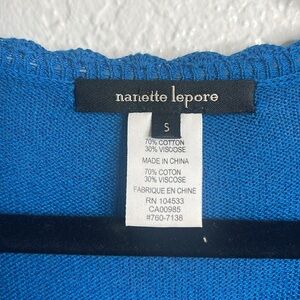 nanette lepore
S
70% COTTON
30% VISCOSE
MADE IN CHINA
70% COTON
30% VISCOSE
FABRIQUE EN CHINE
RN 104533
CA00985
#760-7138